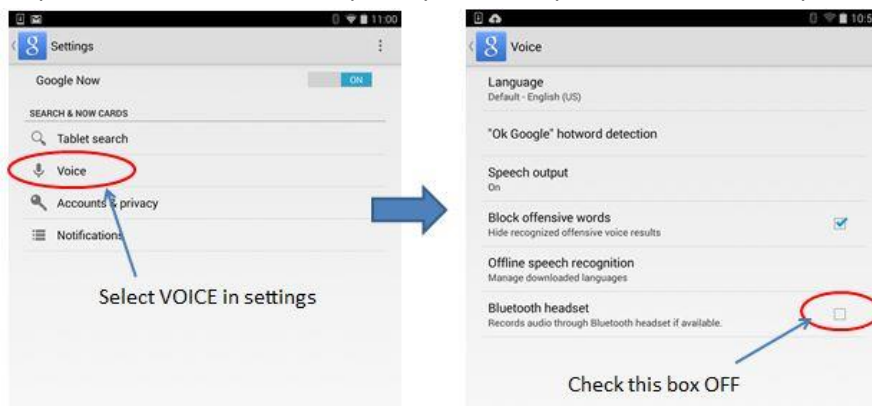 11:00
Settings
Google Now
ON
SEARCH & NOW CARDS
Tablet search
Voice
Accounts & privacy
Notifications
Select VOICE in settings
Voice
Language
Default - English (US)
"Ok Google" hotword detection
Speech output
On
Block offensive words
Hide recognized offensive voice results
Offline speech recognition
Manage downloaded languages
Bluetooth headset
Records audio through Bluetooth headset if available.
Check this box OFF